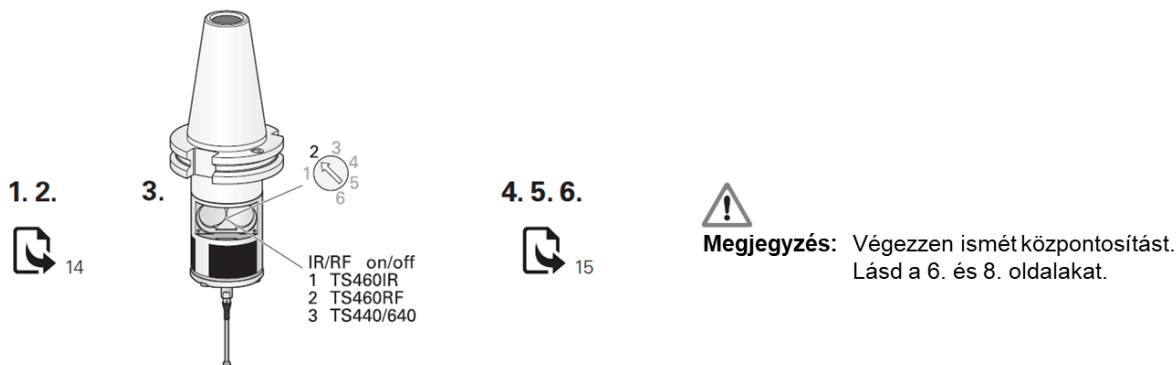 1. 2.
14
3.
2 3
1 4
5
6
IR/RF on/off
1 TS460IR
2 TS460RF
3 TS440/640
4. 5. 6.
15
Megjegyzés: Végezzen ismét központosítást.
Lásd a 6. és 8. oldalakat.